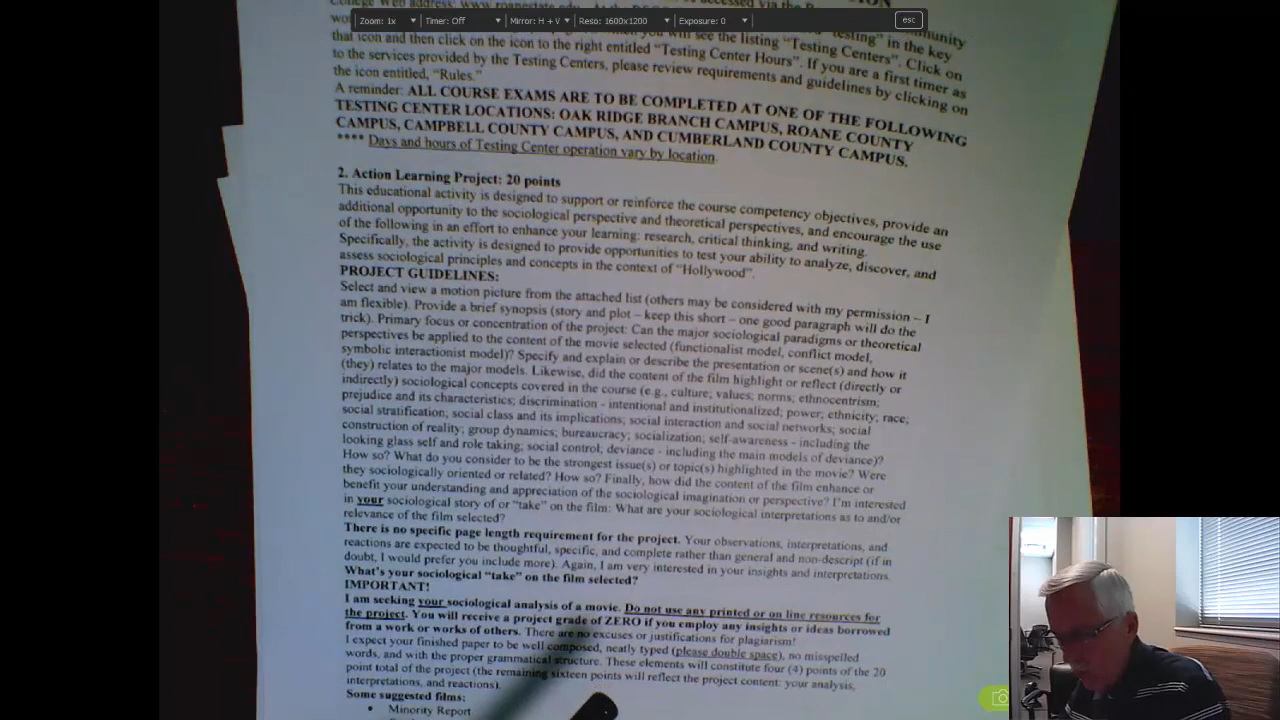 College Web address: www.roanestate.edu. At the
Zoom: 1x Timer: Off Mirror: H + V Reso: 1600x1200 Exposure: 0 esc
will see the listing "Testing Centers". Click on
that icon and then click on the icon to the right entitled "Testing Center Hours". If you are a first timer as
to the services provided by the Testing Centers, please review requirements and guidelines by clicking on
the icon entitled, "Rules."
A reminder: ALL COURSE EXAMS ARE TO BE COMPLETED AT ONE OF THE FOLLOWING
TESTING CENTER LOCATIONS: OAK RIDGE BRANCH CAMPUS, ROANE COUNTY
CAMPUS, CAMPBELL COUNTY CAMPUS, AND CUMBERLAND COUNTY CAMPUS.
**** Days and hours of Testing Center operation vary by location.
2. Action Learning Project: 20 points
This educational activity is designed to support or reinforce the course competency objectives, provide an
additional opportunity to the sociological perspective and theoretical perspectives, and encourage the use
of the following in an effort to enhance your learning: research, critical thinking, and writing.
Specifically, the activity is designed to provide opportunities to test your ability to analyze, discover, and
assess sociological principles and concepts in the context of "Hollywood".
PROJECT GUIDELINES:
Select and view a motion picture from the attached list (others may be considered with my permission – I
am flexible). Provide a brief synopsis (story and plot – keep this short – one good paragraph will do the
trick). Primary focus or concentration of the project: Can the major sociological paradigms or theoretical
perspectives be applied to the content of the movie selected (functionalist model, conflict model,
symbolic interactionist model)? Specify and explain or describe the presentation or scene(s) and how it
(they) relates to the major models. Likewise, did the content of the film highlight or reflect (directly or
indirectly) sociological concepts covered in the course (e.g., culture; values; norms; ethnocentrism;
prejudice and its characteristics; discrimination - intentional and institutionalized; power; ethnicity; race;
social stratification; social class and its implications; social interaction and social networks; social
construction of reality; group dynamics; bureaucracy; socialization; self-awareness - including the
looking glass self and role taking; social control; deviance - including the main models of deviance)?
How so? What do you consider to be the strongest issue(s) or topic(s) highlighted in the movie? Were
they sociologically oriented or related? How so? Finally, how did the content of the film enhance or
benefit your understanding and appreciation of the sociological imagination or perspective? I'm interested
in your sociological story of or "take" on the film: What are your sociological interpretations as to and/or
relevance of the film selected?
There is no specific page length requirement for the project. Your observations, interpretations, and
reactions are expected to be thoughtful, specific, and complete rather than general and non-descript (if in
doubt, I would prefer you include more). Again, I am very interested in your insights and interpretations.
What's your sociological "take" on the film selected?
IMPORTANT!
I am seeking your sociological analysis of a movie. Do not use any printed or on line resources for
the project. You will receive a project grade of ZERO if you employ any insights or ideas borrowed
from a work or works of others. There are no excuses or justifications for plagiarism!
I expect your finished paper to be well composed, neatly typed (please double space), no misspelled
words, and with the proper grammatical structure. These elements will constitute four (4) points of the 20
point total of the project (the remaining sixteen points will reflect the project content: your analysis,
interpretations, and reactions).
Some suggested films:
• Minority Report